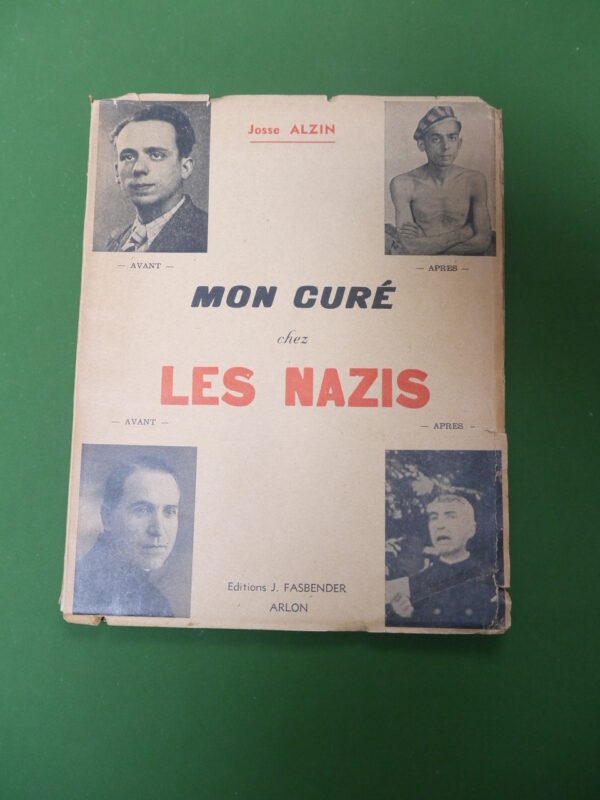 Josse ALZIN
— AVANT —
— APRES —
MON CURÉ
chez
LES NAZIS
— AVANT —
— APRES -
Editions J. FASBENDER
ARLON